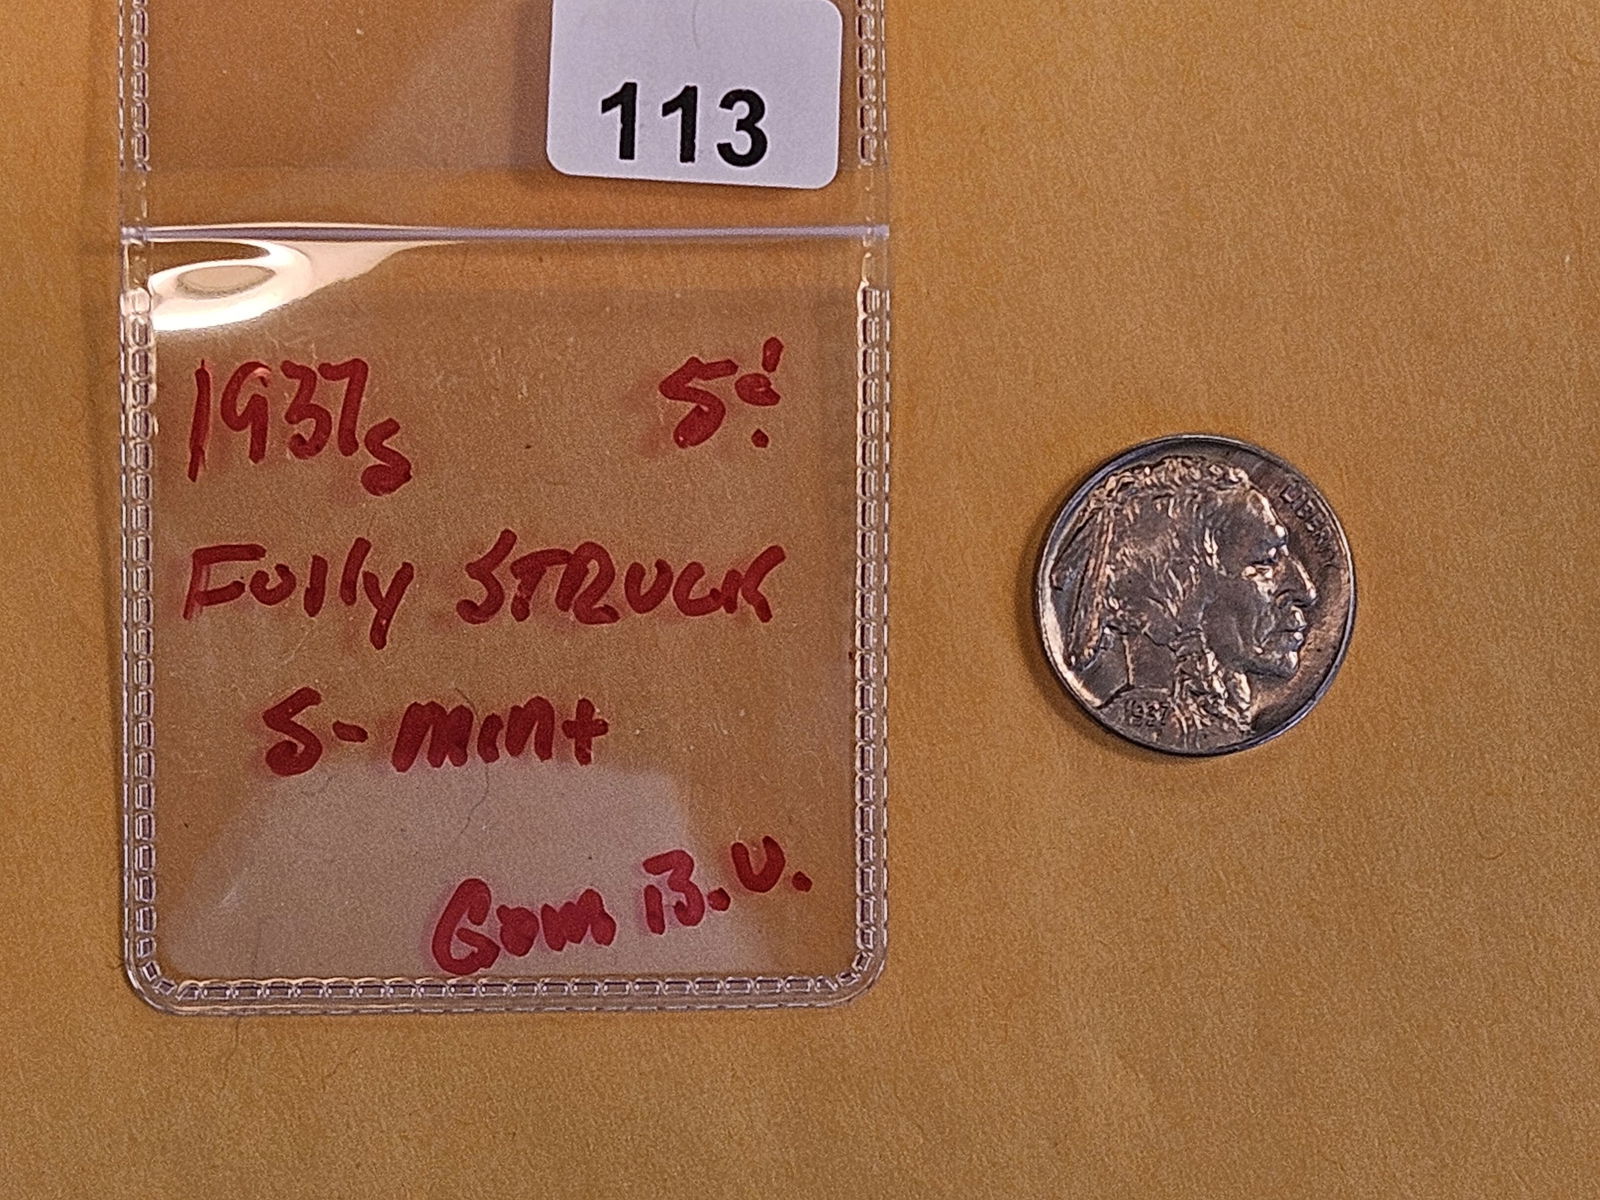 113
1937s 5¢
Fully STRUCK
S-mint
Gem B.U.
LIBERTY
1937